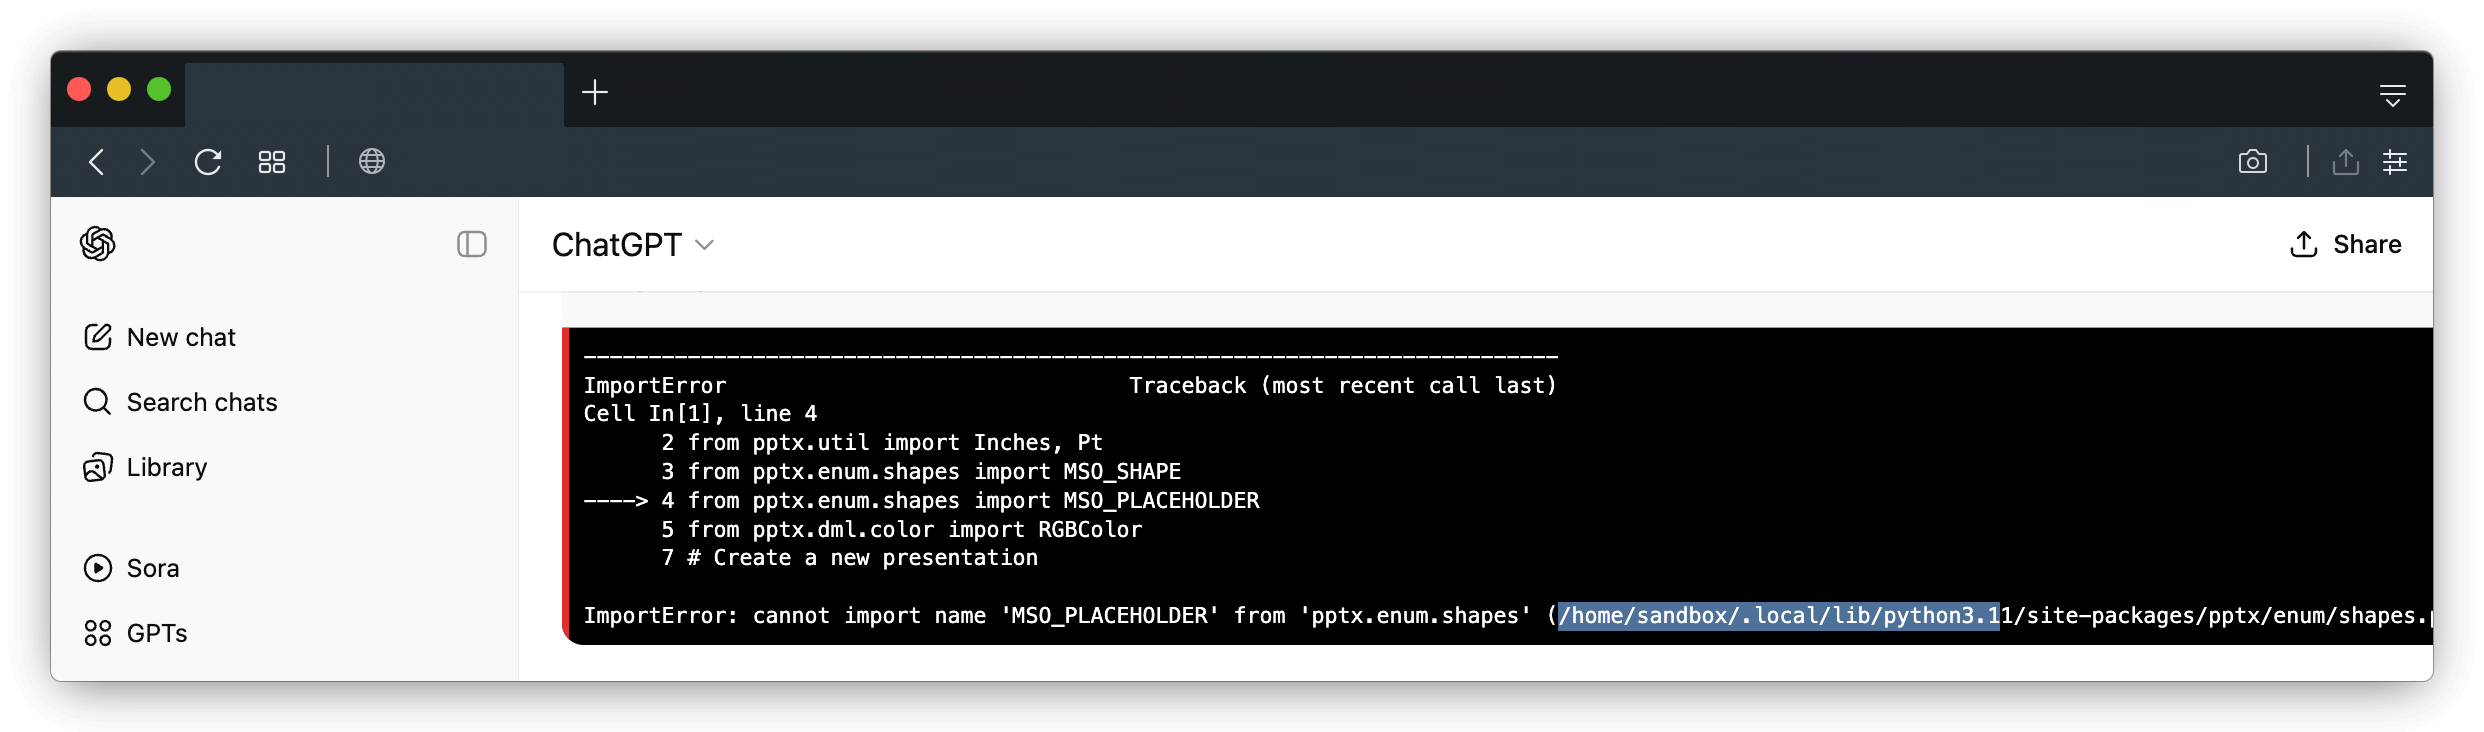 ChatGPT
Share
New chat
Search chats
Library
Sora
GPTs
---------------------------------------------------------------------------
ImportError                               Traceback (most recent call last)
Cell In[1], line 4
      2 from pptx.util import Inches, Pt
      3 from pptx.enum.shapes import MSO_SHAPE
----> 4 from pptx.enum.shapes import MSO_PLACEHOLDER
      5 from pptx.dml.color import RGBColor
      7 # Create a new presentation
ImportError: cannot import name 'MSO_PLACEHOLDER' from 'pptx.enum.shapes' (/home/sandbox/.local/lib/python3.11/site-packages/pptx/enum/shapes.p